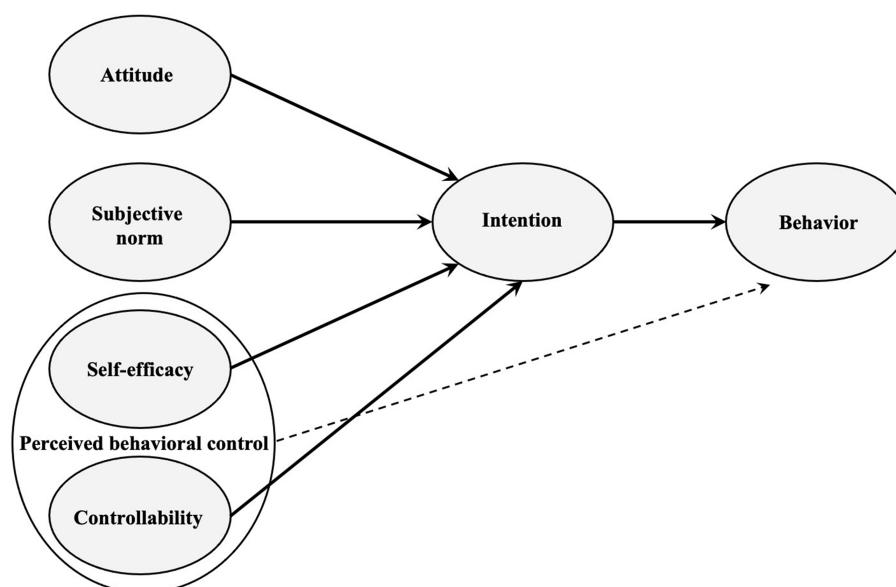 Attitude
Subjective
norm
Intention
Behavior
Self-efficacy
Perceived behavioral control
Controllability